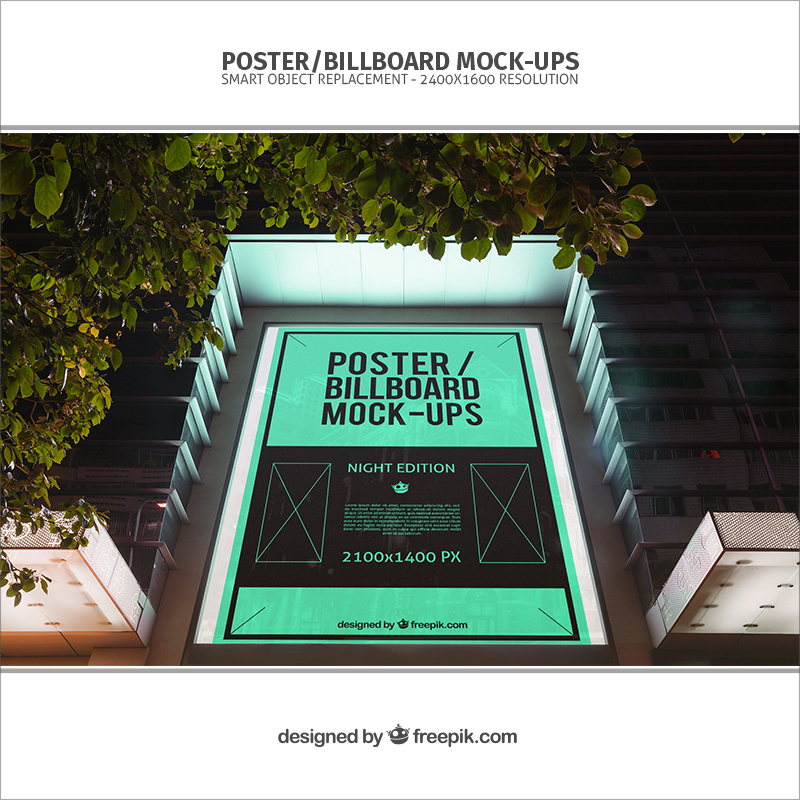 POSTER/BILLBOARD MOCK-UPS
SMART OBJECT REPLACEMENT - 2400X1600 RESOLUTION
POSTER/
BILLBOARD
MOCK-UPS
NIGHT EDITION
2100x1400 PX
designed by freepik.com
designed by freepik.com